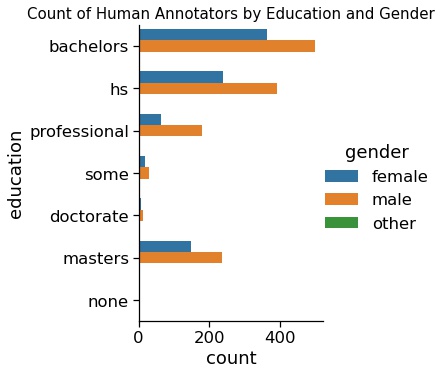 Count of Human Annotators by Education and Gender
bachelors
hs
professional
some
doctorate
masters
none
education
0 200 400
count
gender
female
male
other